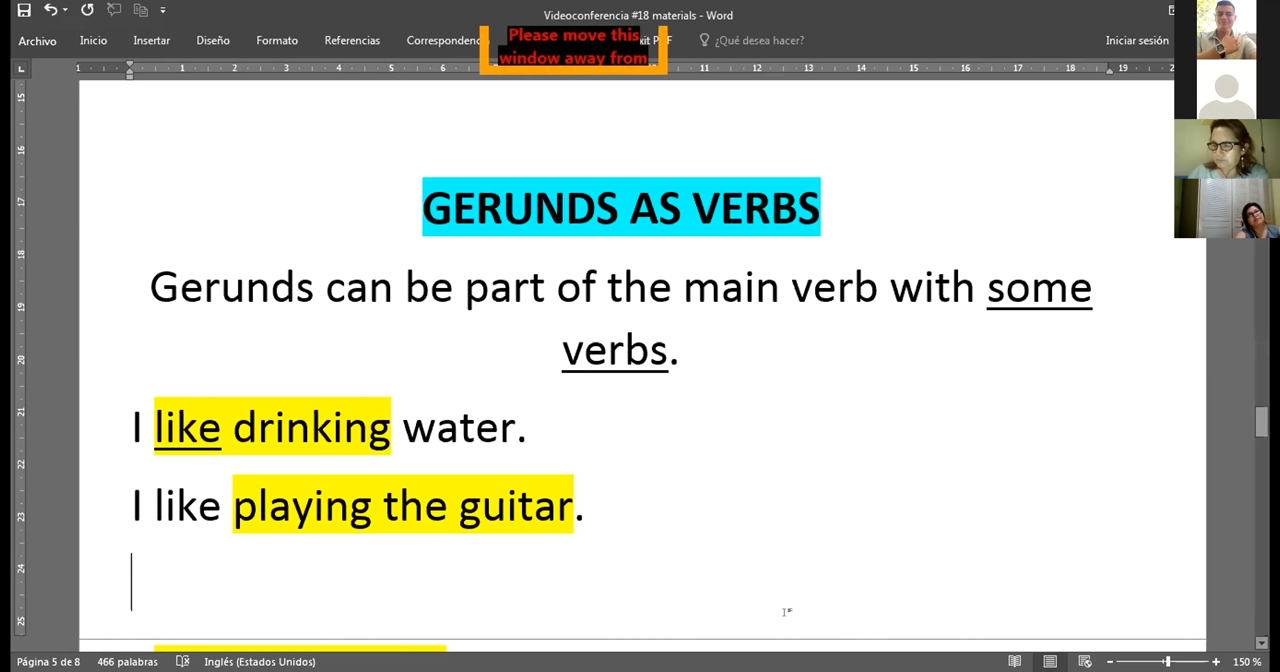 Videoconferencia #18 materials - Word
Archivo Inicio Insertar Diseño Formato Referencias ¿Qué desea hacer? Iniciar sesión
Please move this
window away from
GERUNDS AS VERBS
Gerunds can be part of the main verb with some
verbs.
I like drinking water.
I like playing the guitar.
Página 5 de 8 466 palabras Inglés (Estados Unidos) 150 %